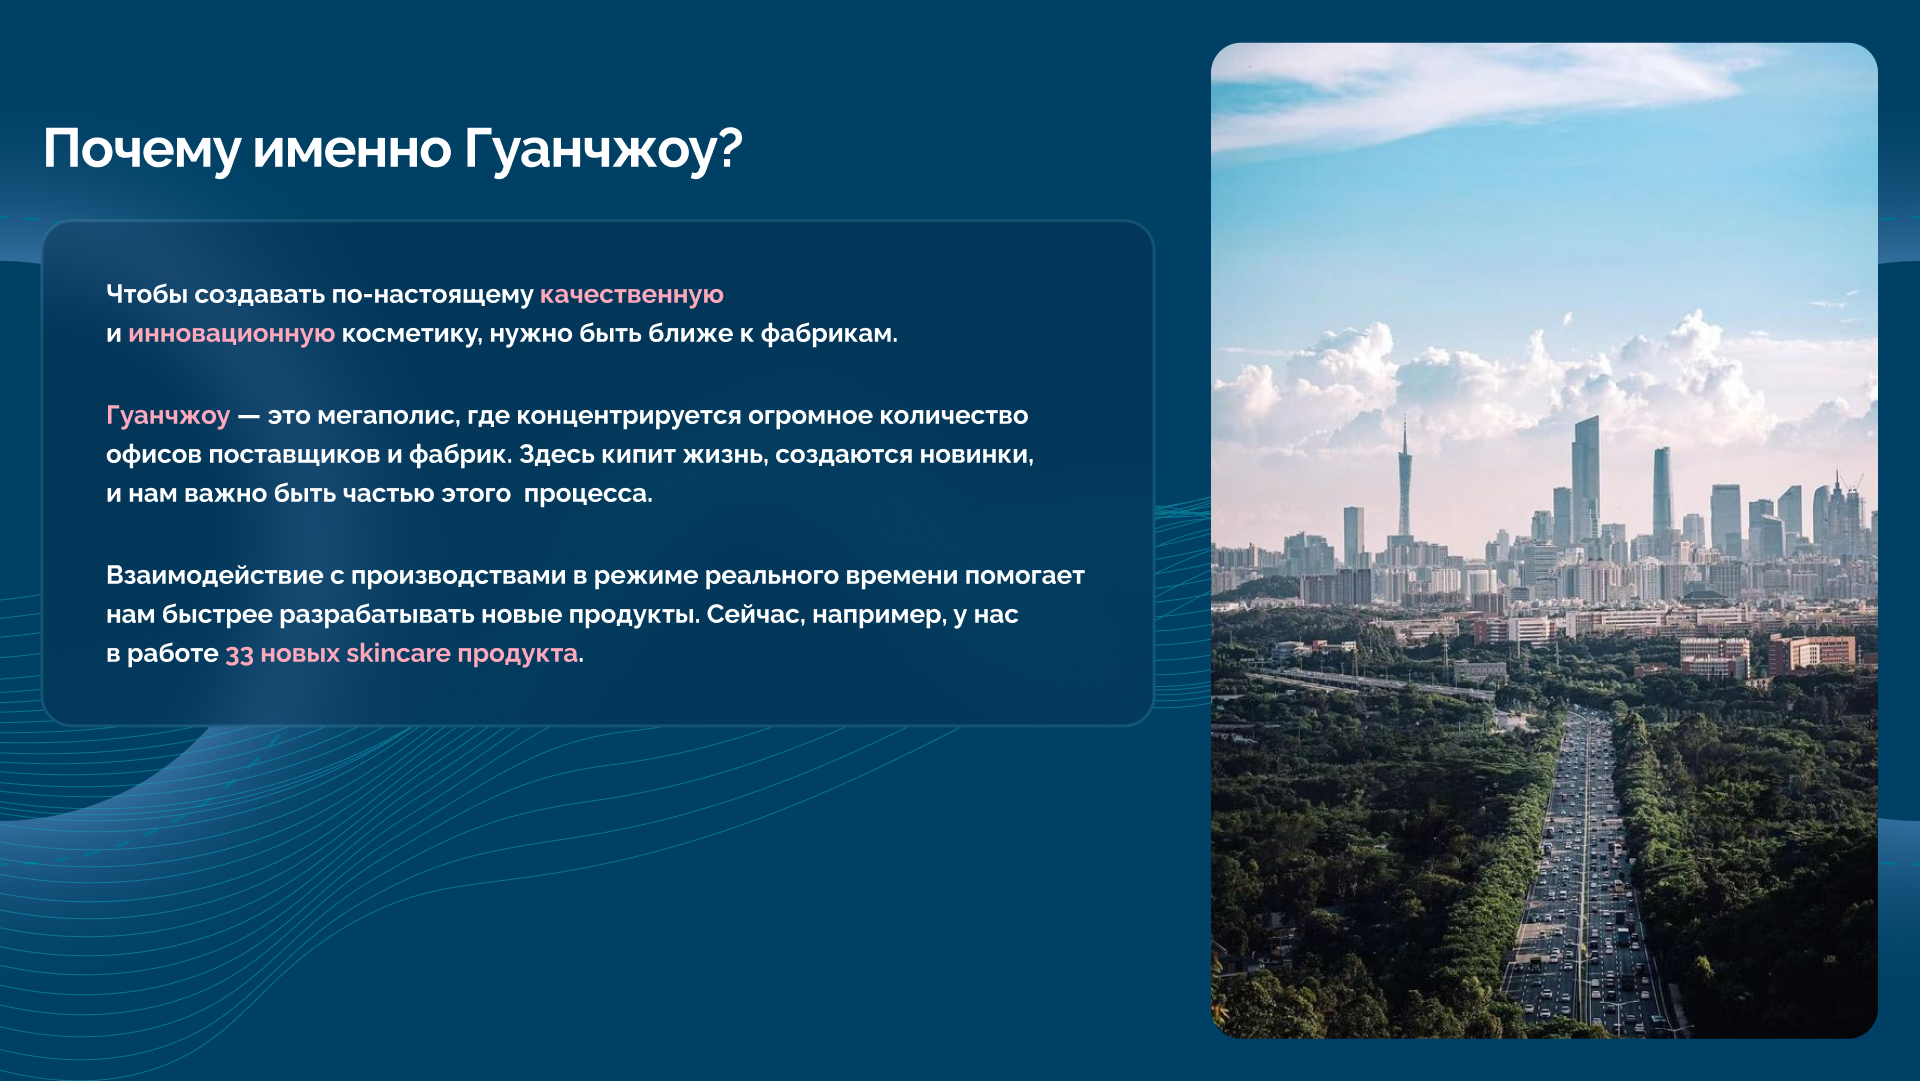 Почему именно Гуанчжоу?
Чтобы создавать по-настоящему качественную
и инновационную косметику, нужно быть ближе к фабрикам.
Гуанчжоу — это мегаполис, где концентрируется огромное количество
офисов поставщиков и фабрик. Здесь кипит жизнь, создаются новинки,
и нам важно быть частью этого  процесса.
Взаимодействие с производствами в режиме реального времени помогает
нам быстрее разрабатывать новые продукты. Сейчас, например, у нас
в работе 33 новых skincare продукта.